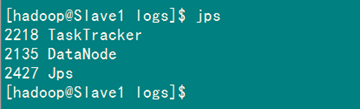 [hadoop@Slave1 logs]$ jps
2218 TaskTracker
2135 DataNode
2427 Jps
[hadoop@Slave1 logs]$